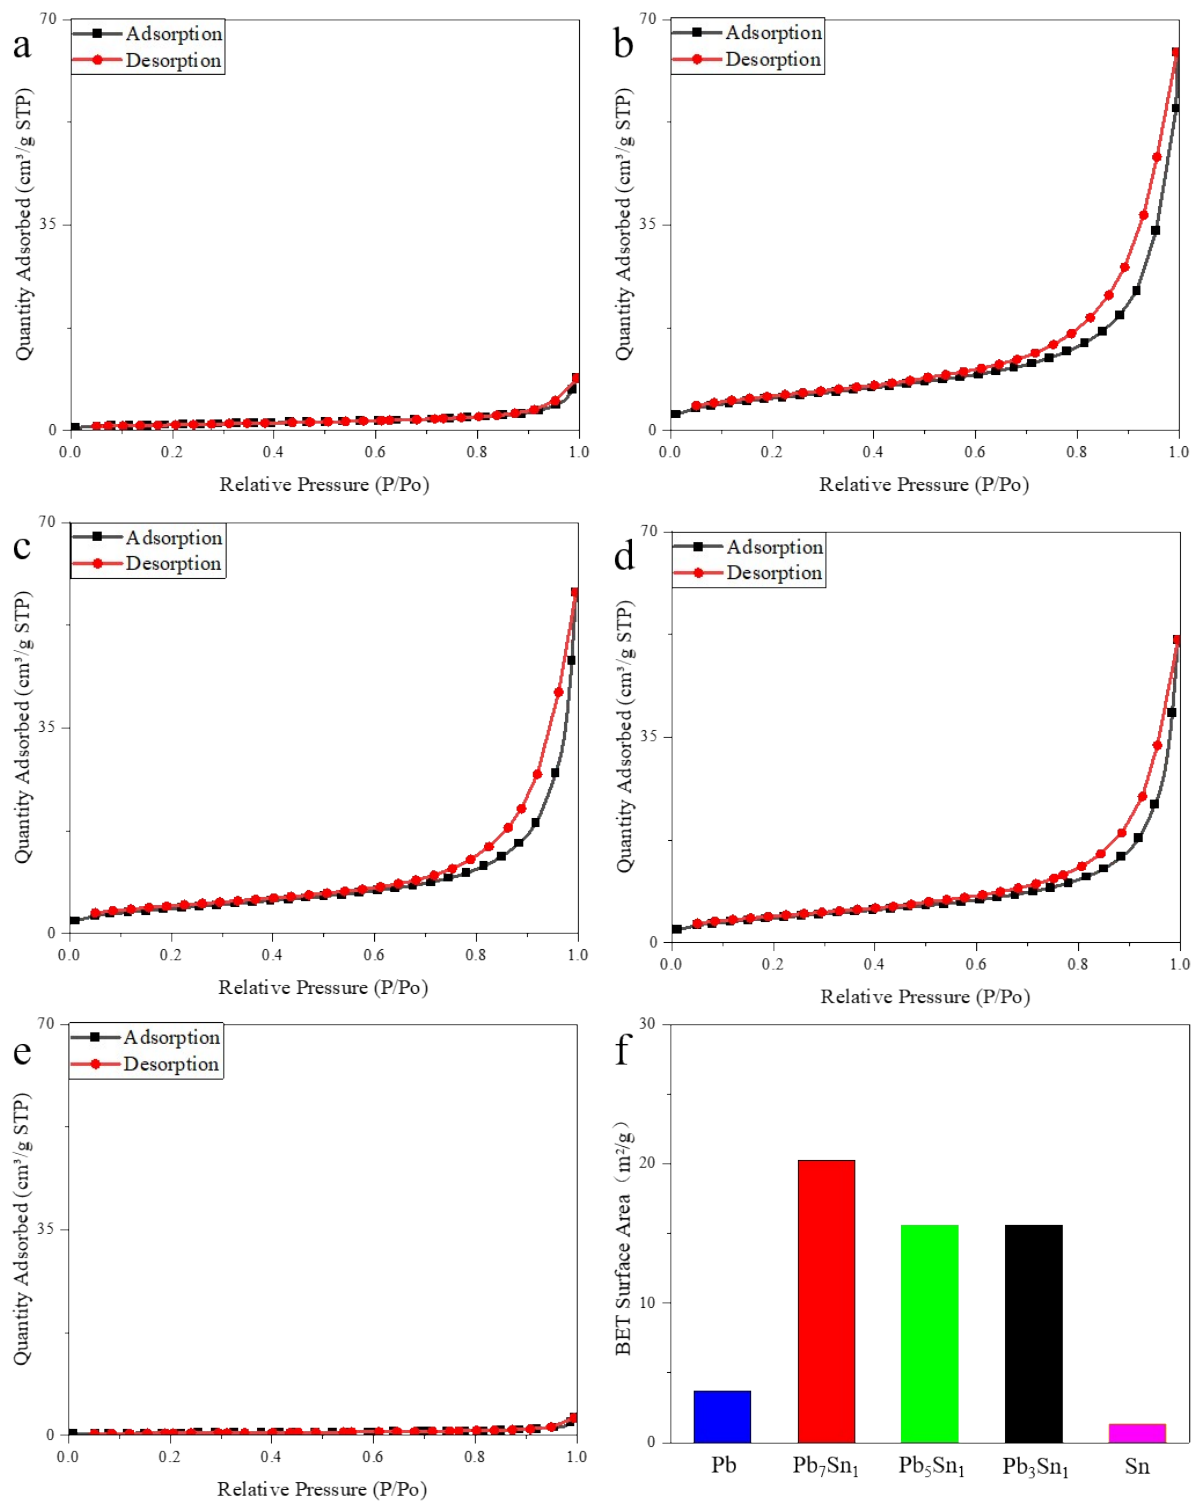 a
Adsorption
Desorption
70
35
0
0.0 0.2 0.4 0.6 0.8 1.0
Quantity Adsorbed (cm³/g STP)
Relative Pressure (P/Po)
b
Adsorption
Desorption
70
35
0
0.0 0.2 0.4 0.6 0.8 1.0
Quantity Adsorbed (cm³/g STP)
Relative Pressure (P/Po)
c
Adsorption
Desorption
70
35
0
0.0 0.2 0.4 0.6 0.8 1.0
Quantity Adsorbed (cm³/g STP)
Relative Pressure (P/Po)
d
Adsorption
Desorption
70
35
0
0.0 0.2 0.4 0.6 0.8 1.0
Quantity Adsorbed (cm³/g STP)
Relative Pressure (P/Po)
e
Adsorption
Desorption
70
35
0
0.0 0.2 0.4 0.6 0.8 1.0
Quantity Adsorbed (cm³/g STP)
Relative Pressure (P/Po)
f
30
20
10
0
BET Surface Area（m²/g）
Pb Pb₇Sn₁ Pb₅Sn₁ Pb₃Sn₁ Sn